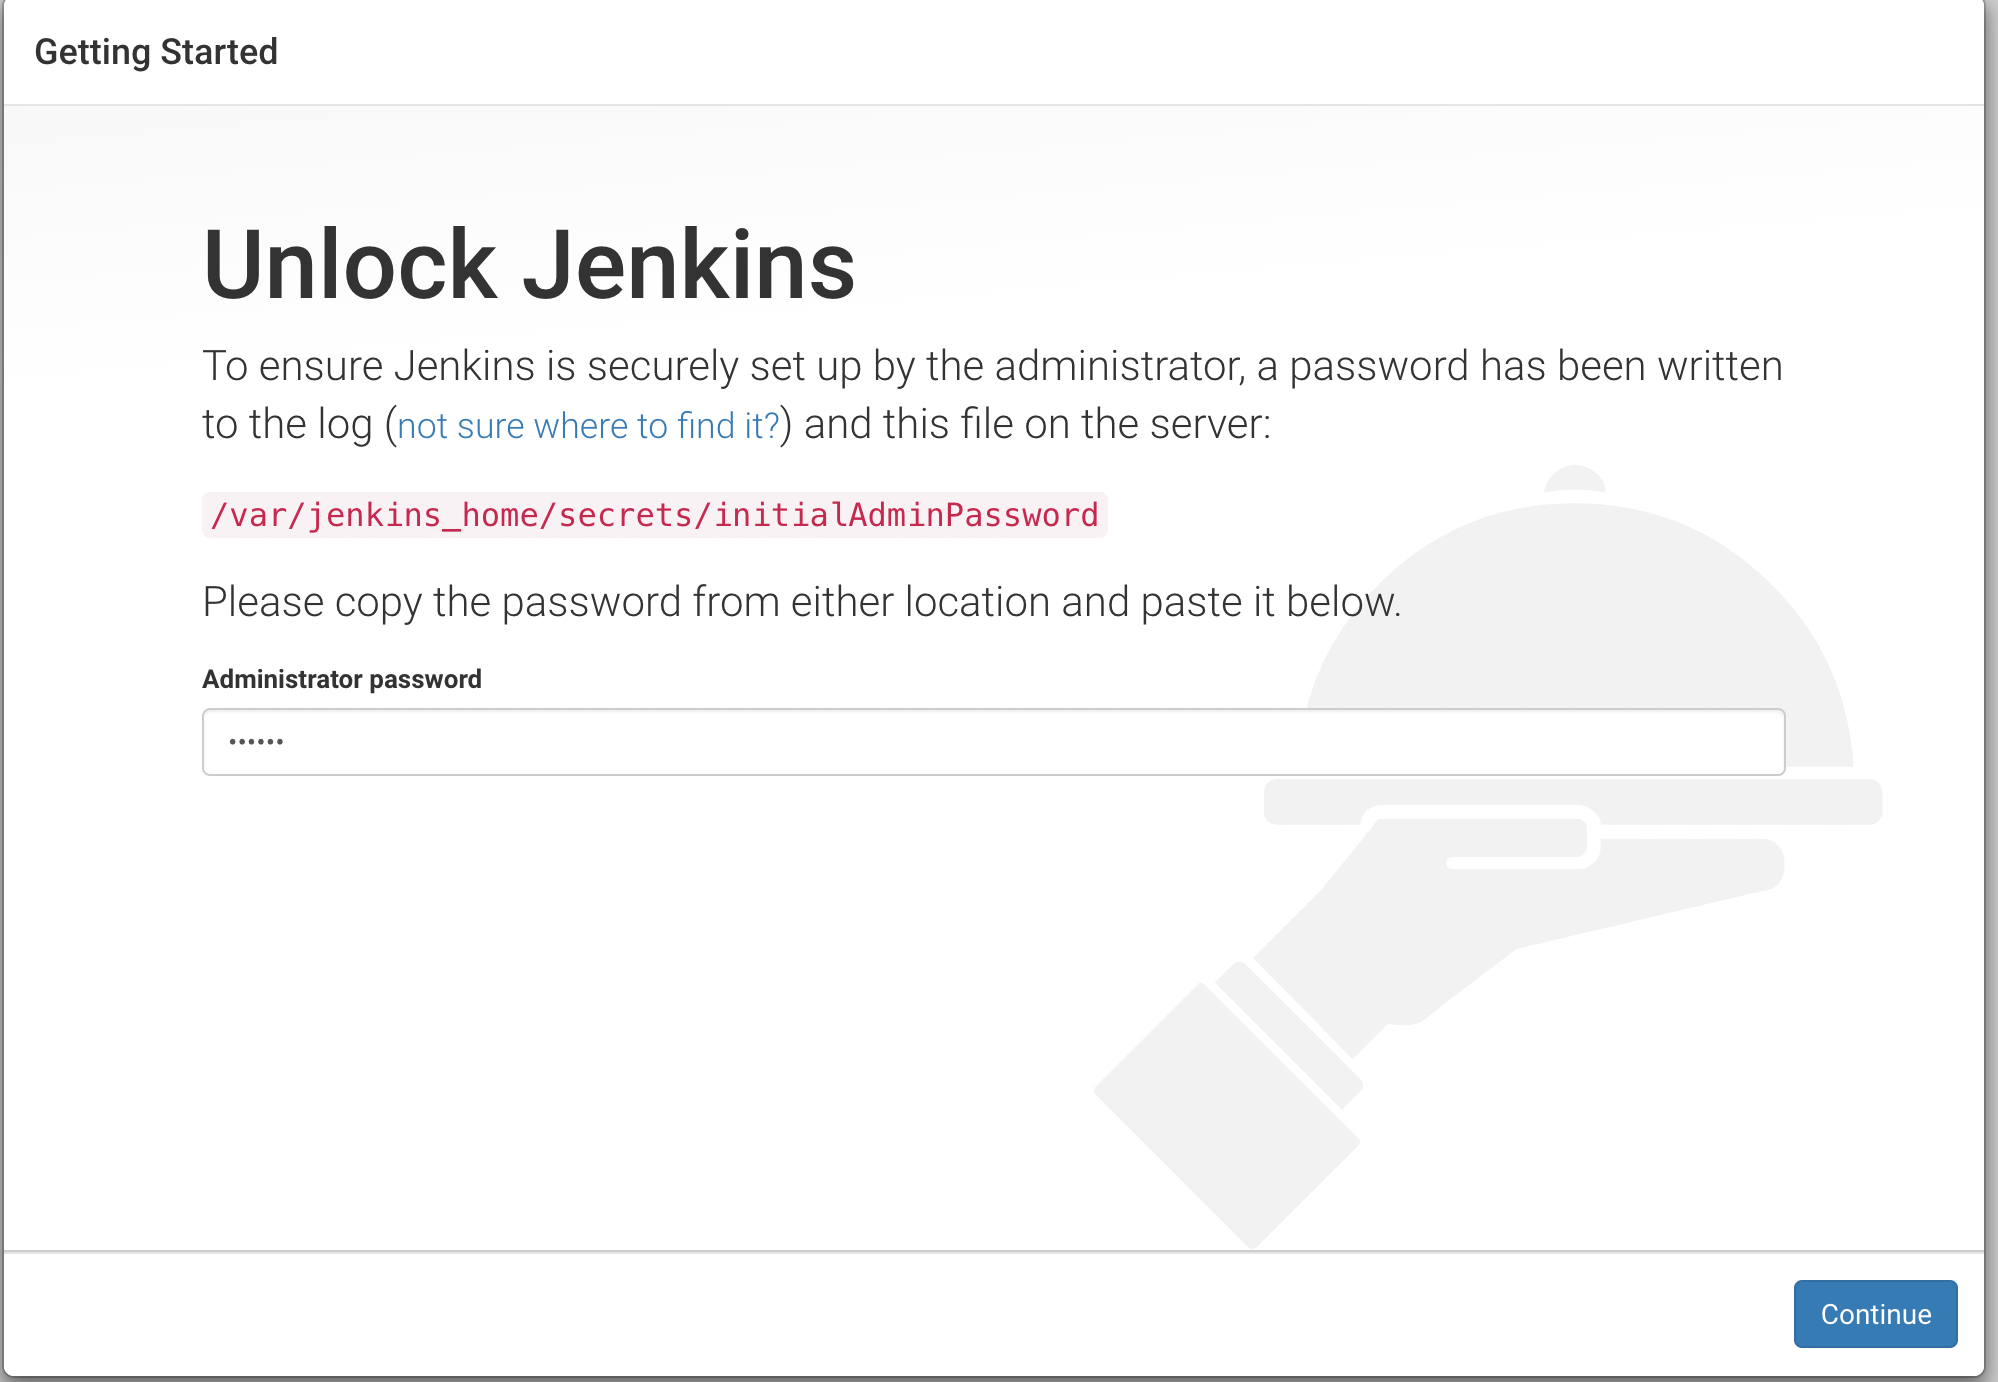 Getting Started
Unlock Jenkins
To ensure Jenkins is securely set up by the administrator, a password has been written
to the log (not sure where to find it?) and this file on the server:
/var/jenkins_home/secrets/initialAdminPassword
Please copy the password from either location and paste it below.
Administrator password
••••••
Continue